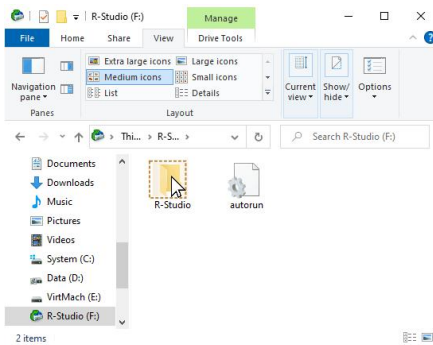 R-Studio (F:)
Manage
File Home Share View Drive Tools
Navigation pane
Extra large icons Large icons
Medium icons Small icons
List Details
Current view
Show/ hide
Options
Panes Layout
Thi... R-S...
Search R-Studio (F:)
Documents
Downloads
Music
Pictures
Videos
System (C:)
Data (D:)
VirtMach (E:)
R-Studio (F:)
R-Studio autorun
2 items